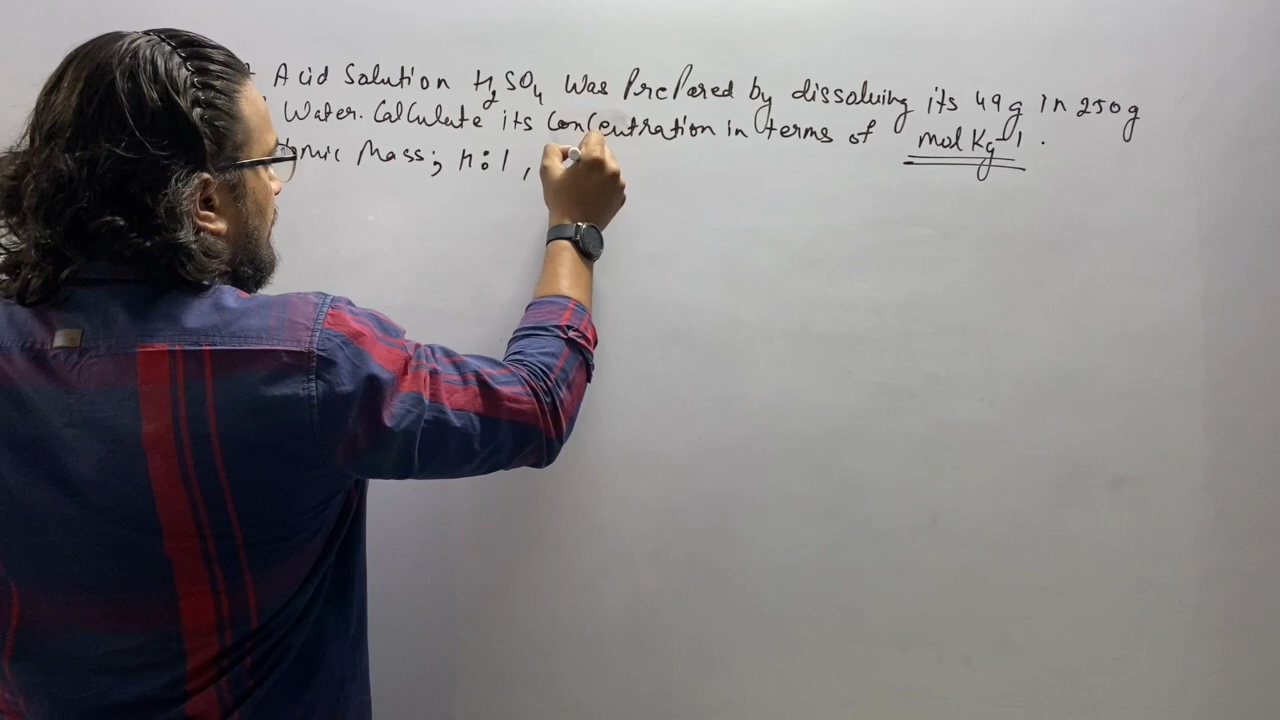 Acid Solution H₂SO₄ Was Prepared by dissolving its 49g in 250g
Water. Calculate its Concentration in terms of mol Kg⁻¹.
omic Mass; H:1,